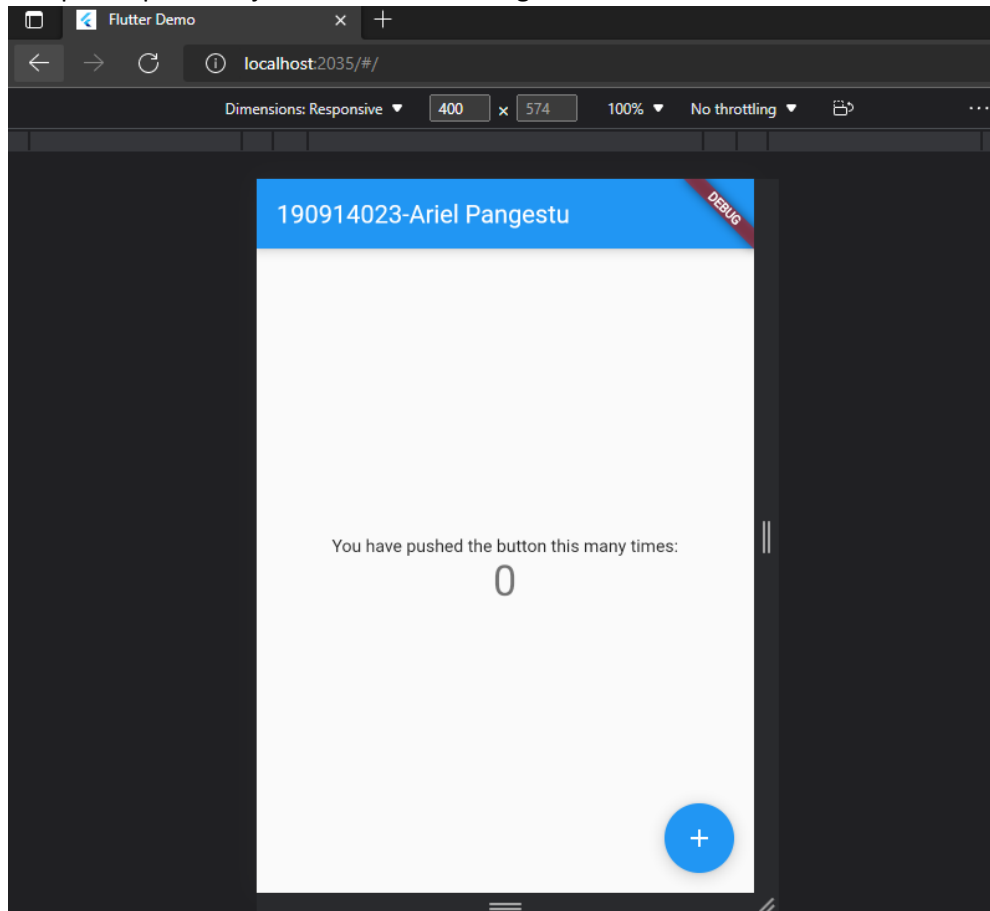 Flutter Demo
localhost:2035/#/
Dimensions: Responsive 400 x 574 100% No throttling
190914023-Ariel Pangestu
DEBUG
You have pushed the button this many times:
0